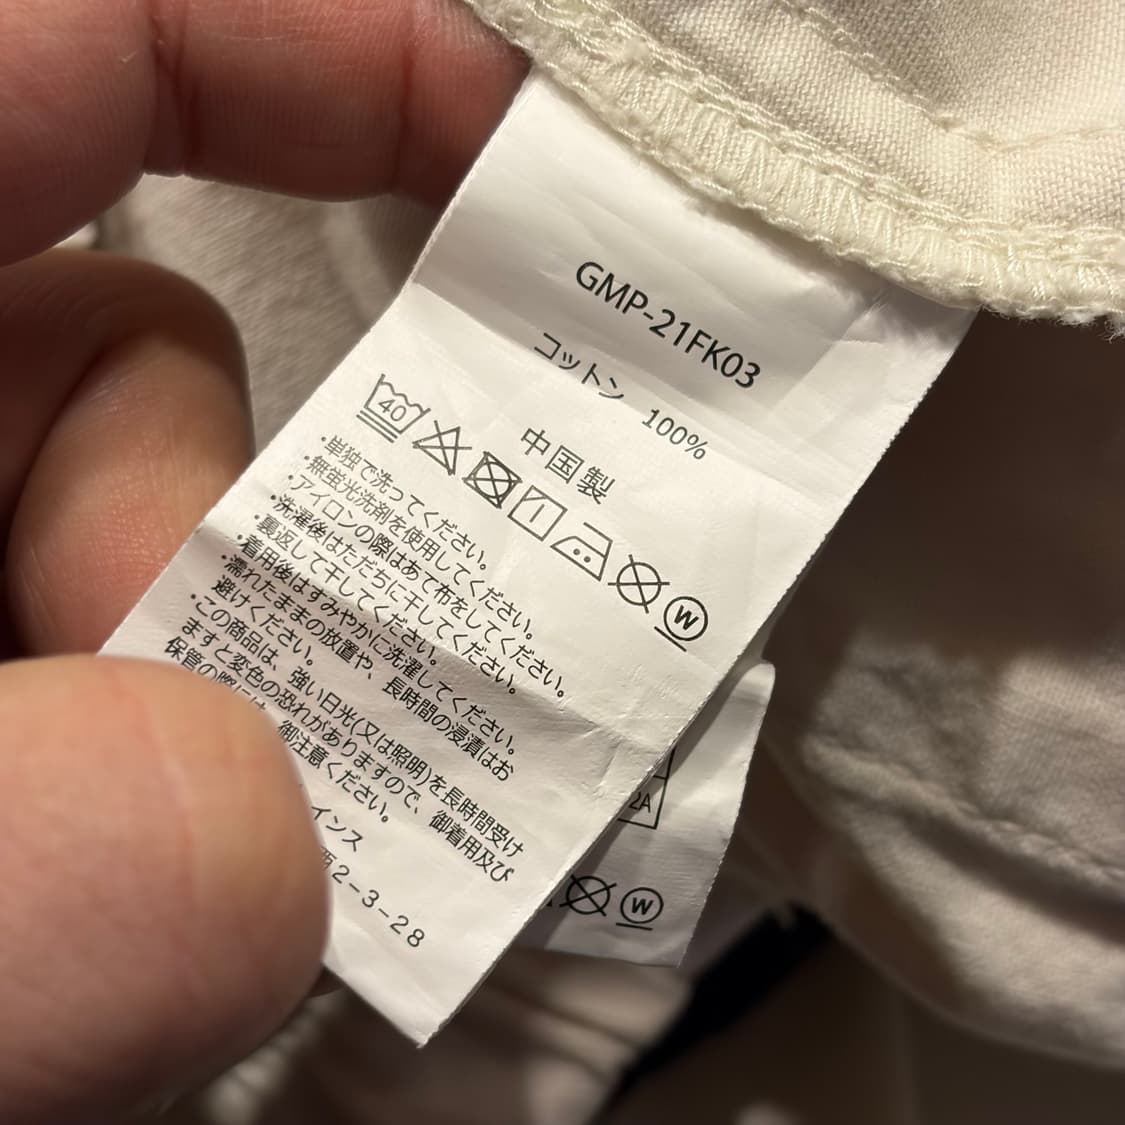 GMP-21FK03
コットン 100%
中国製
40
・単独で洗ってください。
・無蛍光洗剤を使用してください。
・アイロンの際はあて布をしてください。
・洗濯後はただちに干してください。
・裏返して干してください。
・着用後はすみやかに洗濯してください。
・濡れたままの放置や、長時間の浸漬はお
避けください。
・この商品は、強い日光(又は照明)を長時間受け
ますと変色の恐れがありますので、御着用及び
保管の際には、御注意ください。
インス
西2-3-28
W
2A
W